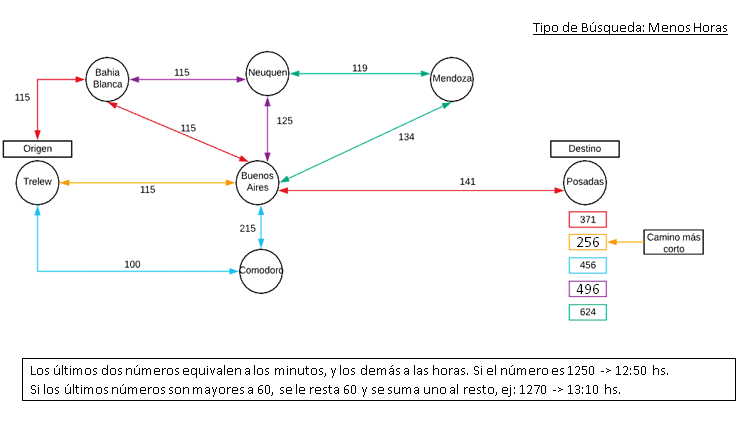 Tipo de Búsqueda: Menos Horas
Bahia
Blanca
115
Neuquen
119
Mendoza
115
115
125
134
Origen
Destino
Trelew
115
Buenos
Aires
141
Posadas
215
371
256
Camino más
corto
100
Comodoro
456
496
624
Los últimos dos números equivalen a los minutos, y los demás a las horas. Si el número es 1250 -> 12:50 hs.
Si los últimos números son mayores a 60, se le resta 60 y se suma uno al resto, ej: 1270 -> 13:10 hs.